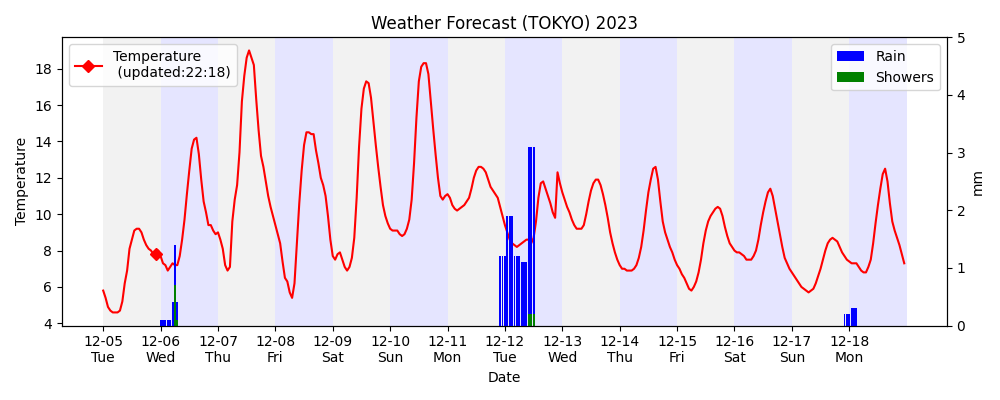 Weather Forecast (TOKYO) 2023
Temperature
(updated:22:18)
Rain
Showers
Temperature
18
16
14
12
10
8
6
4
5
4
3
2
1
0
mm
12-05 12-06 12-07 12-08 12-09 12-10 12-11 12-12 12-13 12-14 12-15 12-16 12-17 12-18
Tue Wed Thu Fri Sat Sun Mon Tue Wed Thu Fri Sat Sun Mon
Date